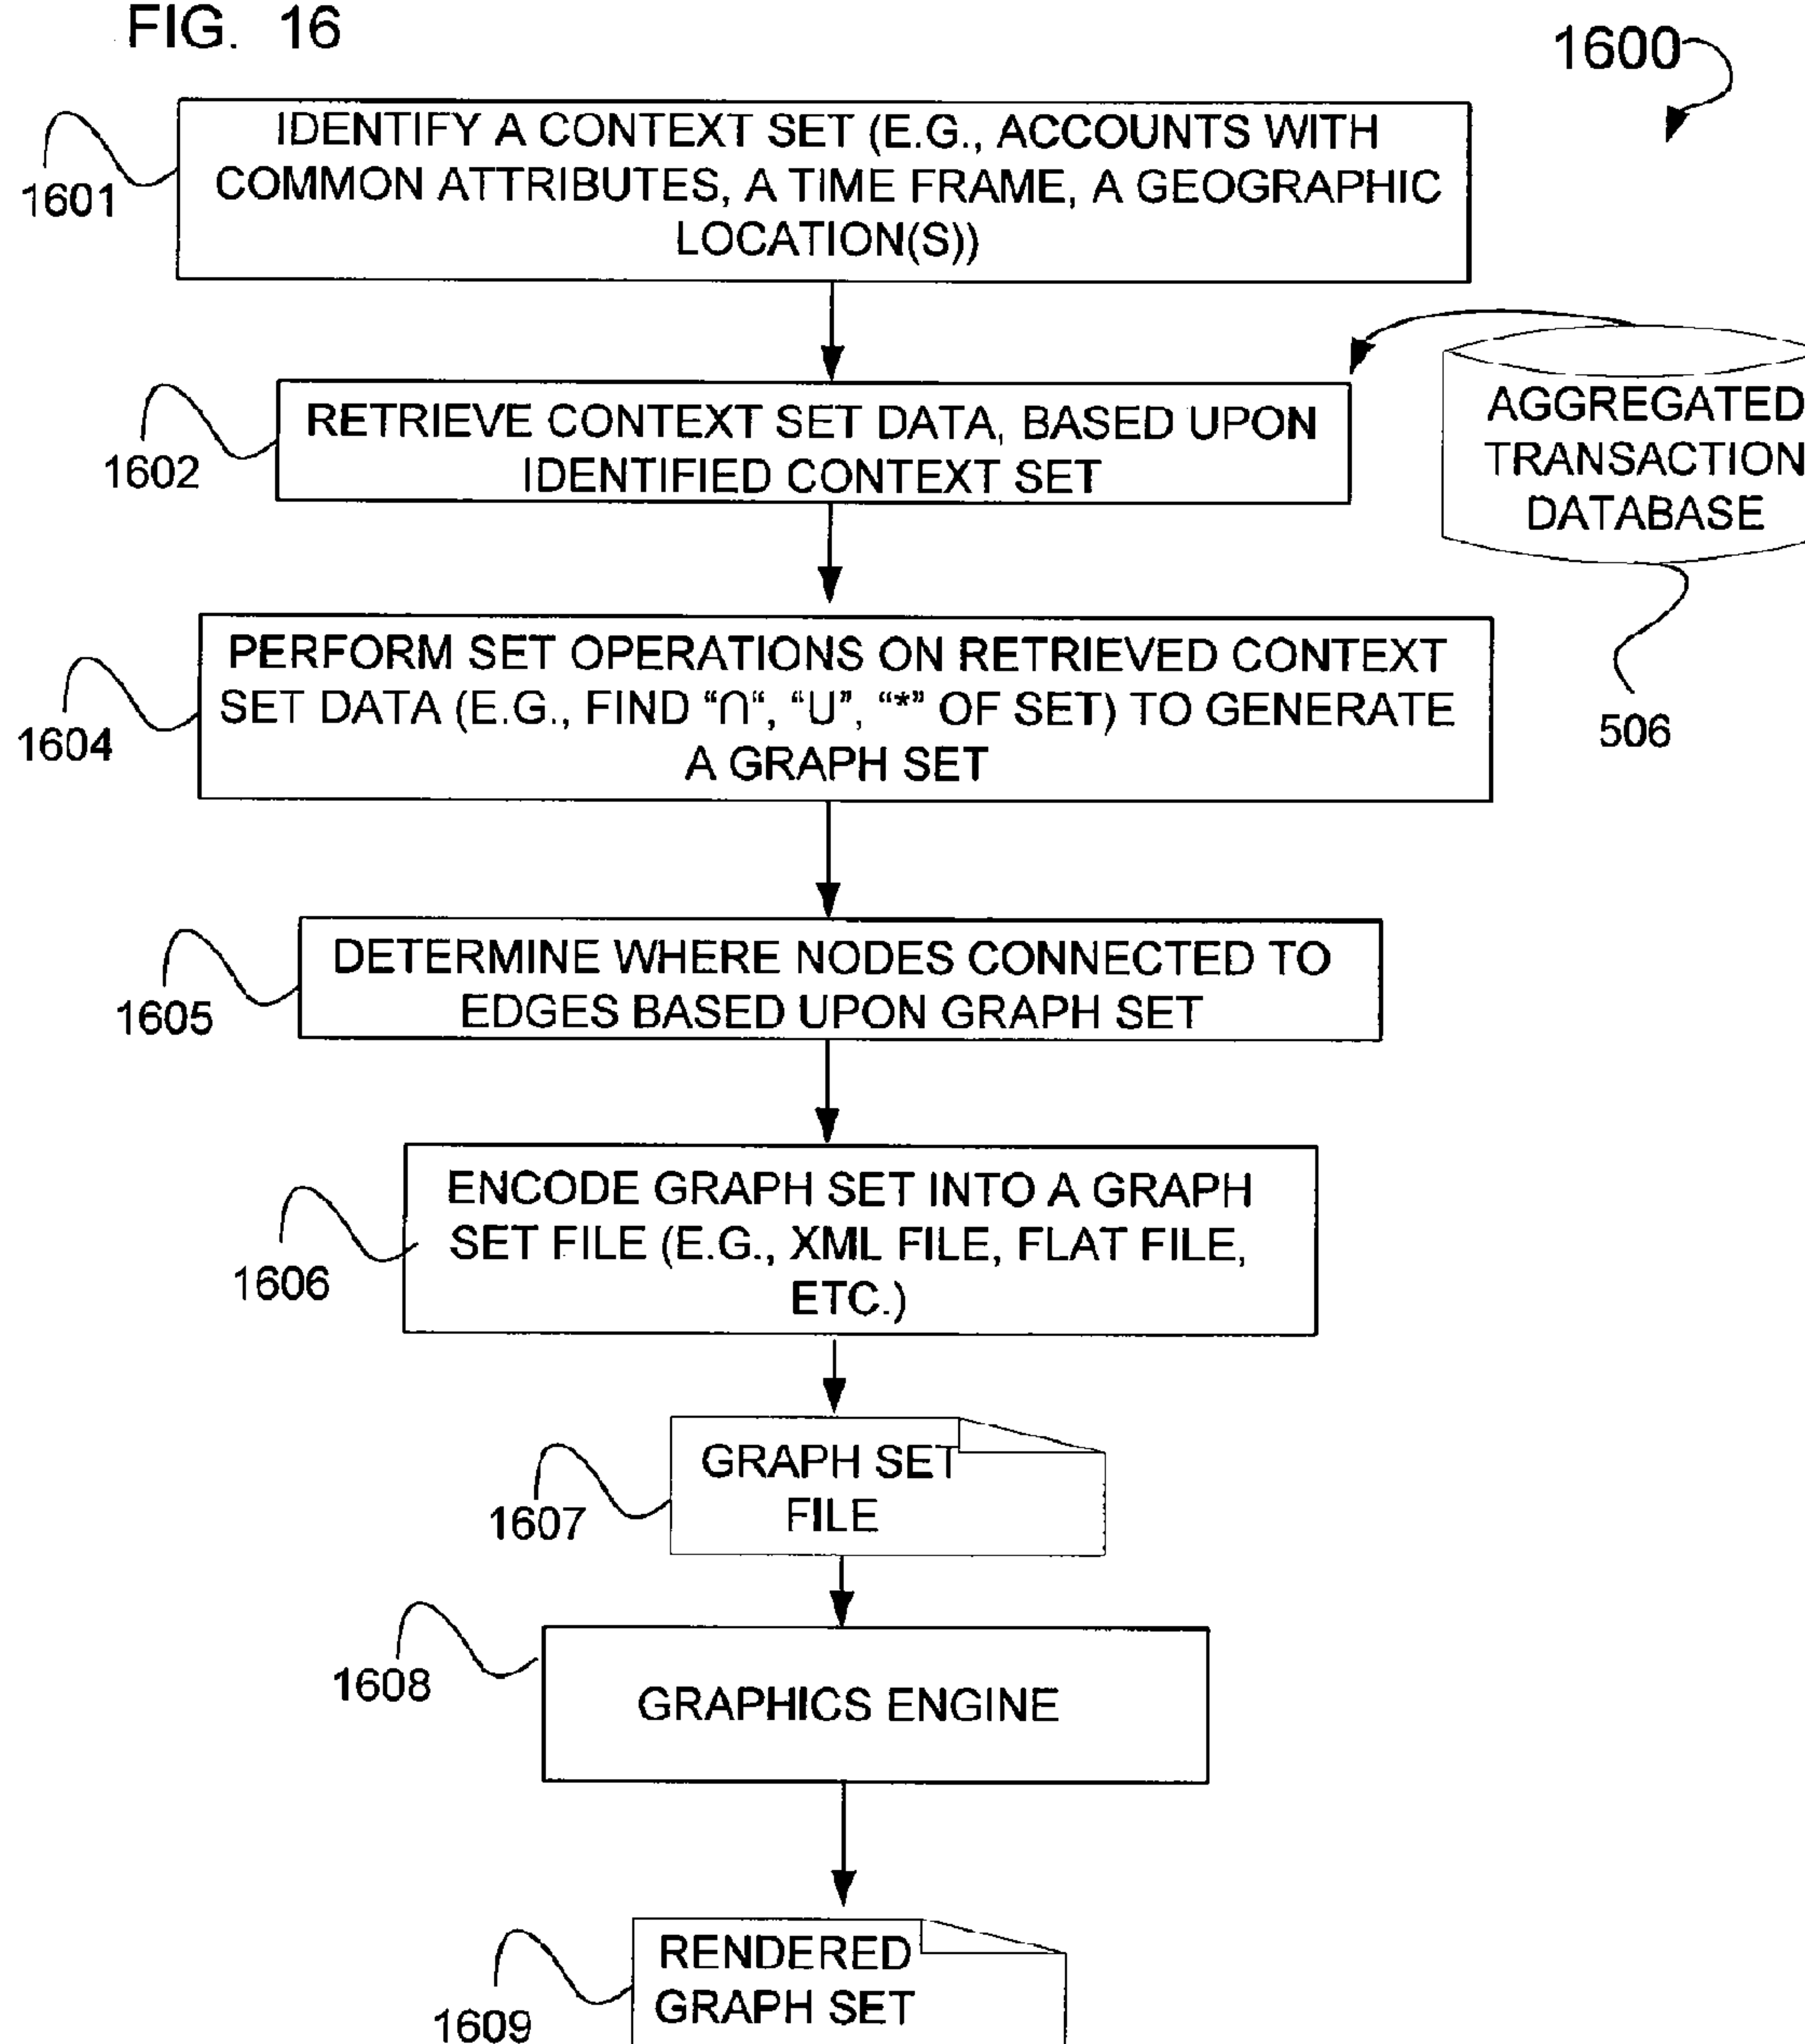 FIG. 16
1600
IDENTIFY A CONTEXT SET (E.G., ACCOUNTS WITH
COMMON ATTRIBUTES, A TIME FRAME, A GEOGRAPHIC
LOCATION(S))
1601
RETRIEVE CONTEXT SET DATA, BASED UPON
IDENTIFIED CONTEXT SET
1602
AGGREGATED
TRANSACTION
DATABASE
506
PERFORM SET OPERATIONS ON RETRIEVED CONTEXT
SET DATA (E.G., FIND “∩“, “U”, “*” OF SET) TO GENERATE
A GRAPH SET
1604
DETERMINE WHERE NODES CONNECTED TO
EDGES BASED UPON GRAPH SET
1605
ENCODE GRAPH SET INTO A GRAPH
SET FILE (E.G., XML FILE, FLAT FILE,
ETC.)
1606
GRAPH SET
FILE
1607
GRAPHICS ENGINE
1608
RENDERED
GRAPH SET
1609